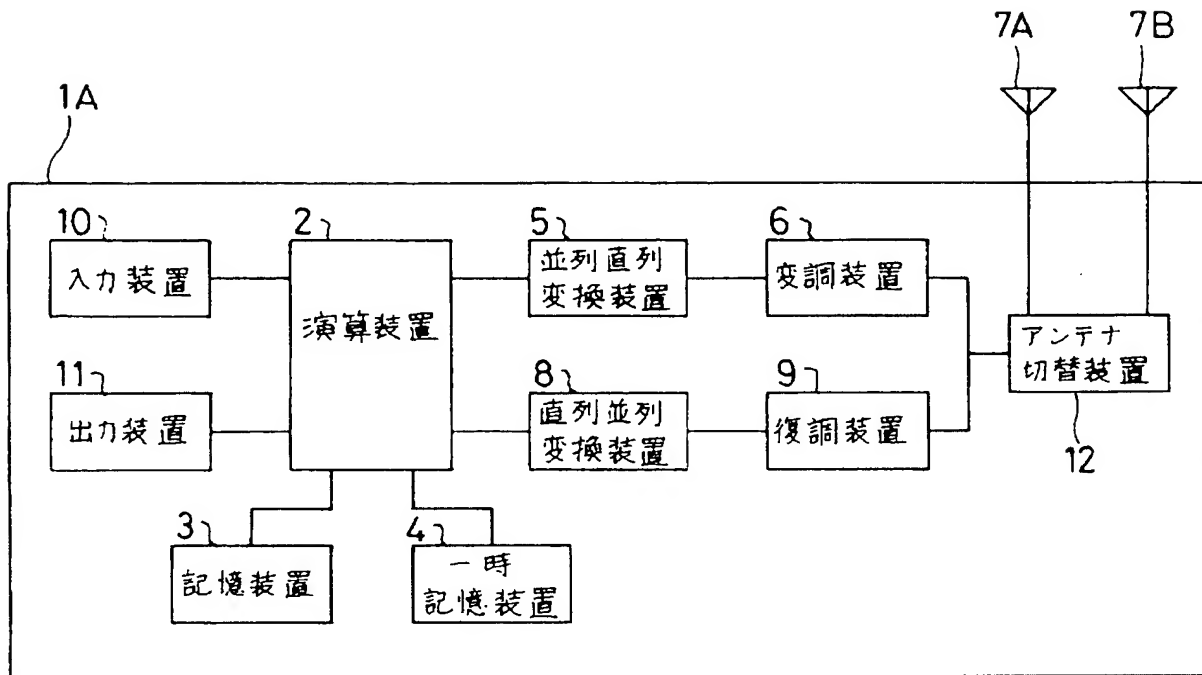 7A
7B
1A
10
入力装置
2
演算装置
5
並列直列
変換装置
6
変調装置
アンテナ
切替装置
12
11
出力装置
8
直列並列
変換装置
9
復調装置
3
記憶装置
4
一時
記憶装置